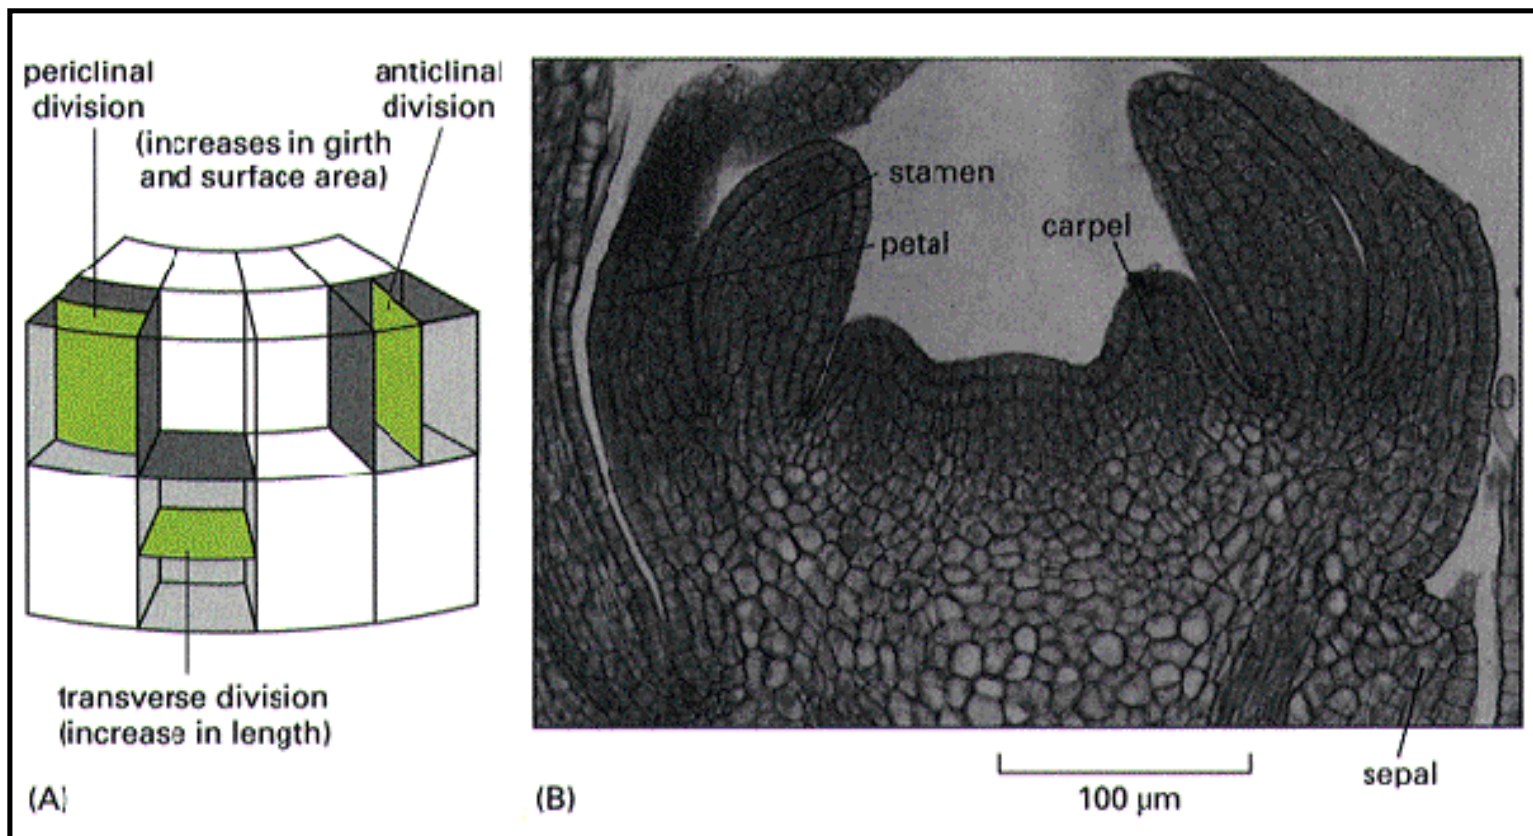 periclinal
division
anticlinal
division
(increases in girth
and surface area)
transverse division
(increase in length)
(A)
stamen
petal
carpel
sepal
100 µm
(B)